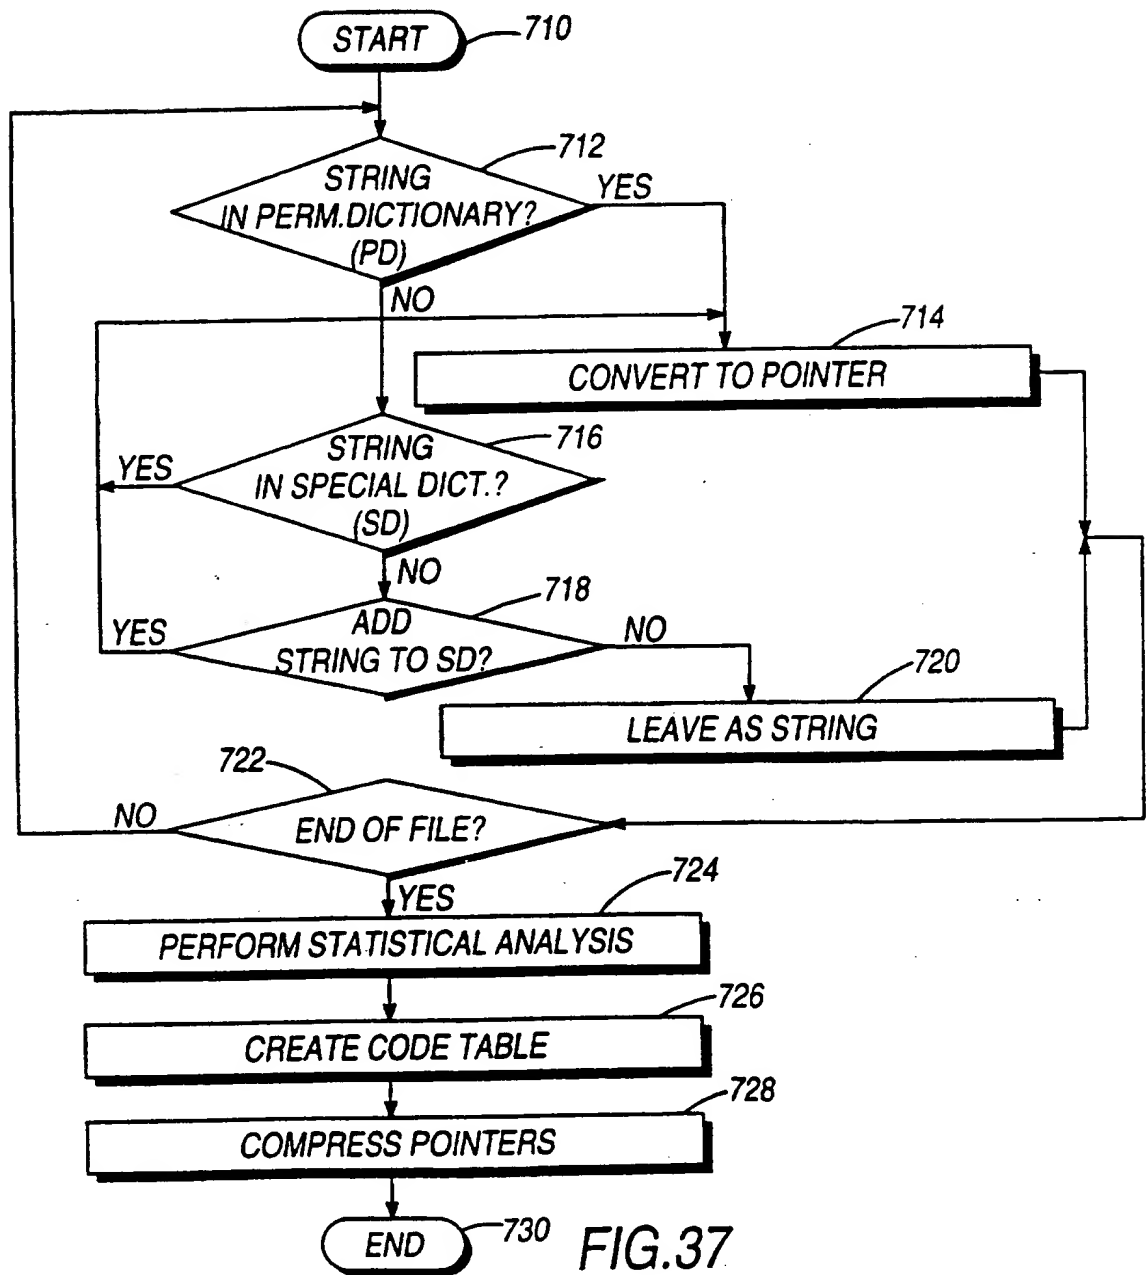 START
710
712
STRING
IN PERM.DICTIONARY?
(PD)
YES
NO
714
CONVERT TO POINTER
716
STRING
IN SPECIAL DICT.?
(SD)
YES
NO
718
ADD
STRING TO SD?
YES
NO
720
LEAVE AS STRING
722
END OF FILE?
NO
YES
724
PERFORM STATISTICAL ANALYSIS
726
CREATE CODE TABLE
728
COMPRESS POINTERS
END
730
FIG.37